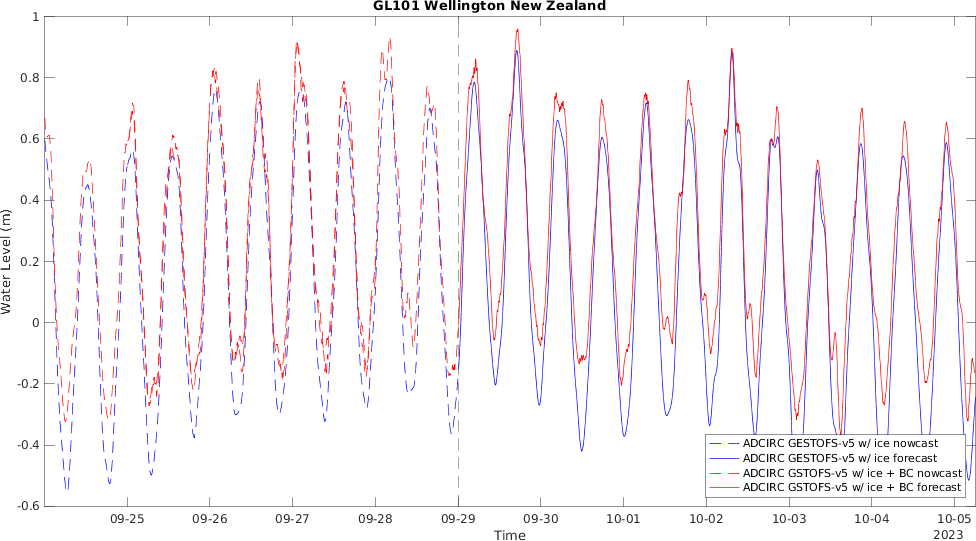 GL101 Wellington New Zealand
1
0.8
0.6
0.4
0.2
0
-0.2
-0.4
-0.6
Water Level (m)
ADCIRC GESTOFS-v5 w/ ice nowcast
ADCIRC GESTOFS-v5 w/ ice forecast
ADCIRC GSTOFS-v5 w/ ice + BC nowcast
ADCIRC GSTOFS-v5 w/ ice + BC forecast
09-25 09-26 09-27 09-28 09-29 09-30 10-01 10-02 10-03 10-04 10-05
Time
2023